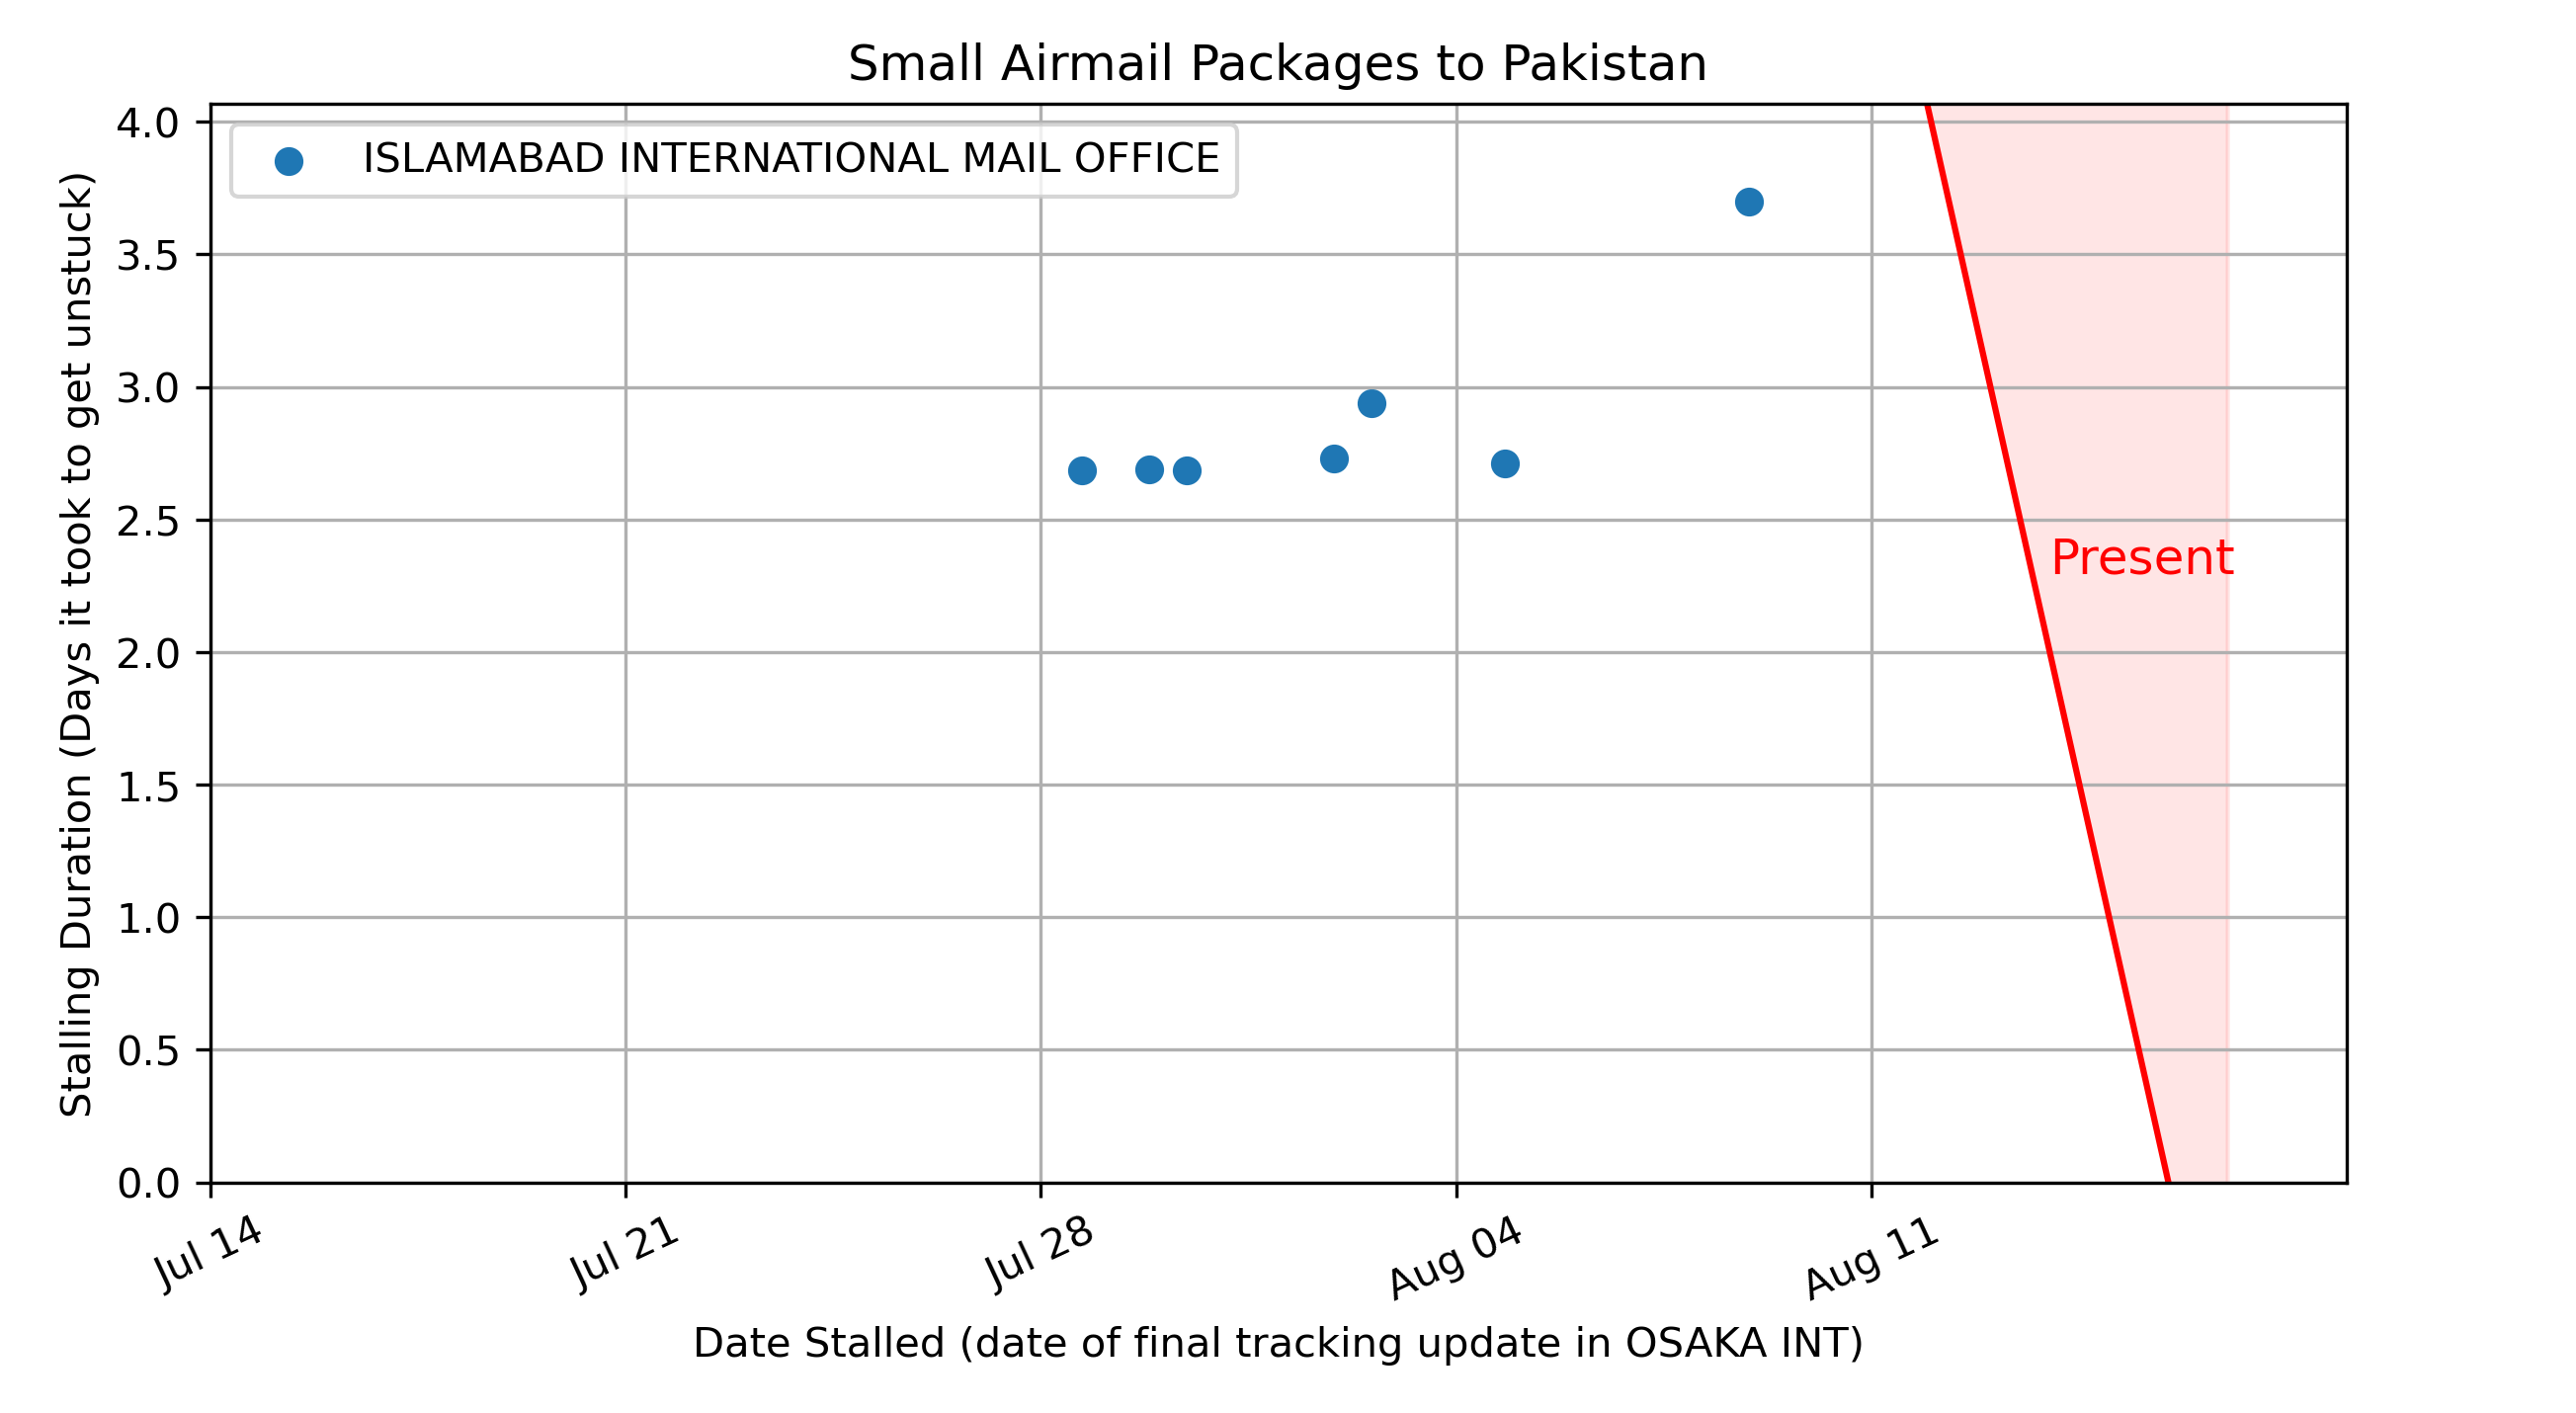 Small Airmail Packages to Pakistan
ISLAMABAD INTERNATIONAL MAIL OFFICE
Stalling Duration (Days it took to get unstuck)
4.0
3.5
3.0
2.5
2.0
1.5
1.0
0.5
0.0
Present
Jul 14
Jul 21
Jul 28
Aug 04
Aug 11
Date Stalled (date of final tracking update in OSAKA INT)